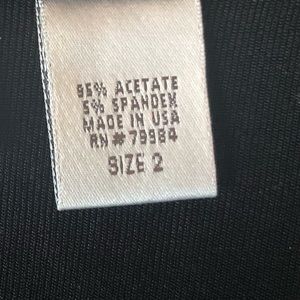 95% ACETATE
5% SPANDEX
MADE IN USA
RN# 79984
SIZE 2